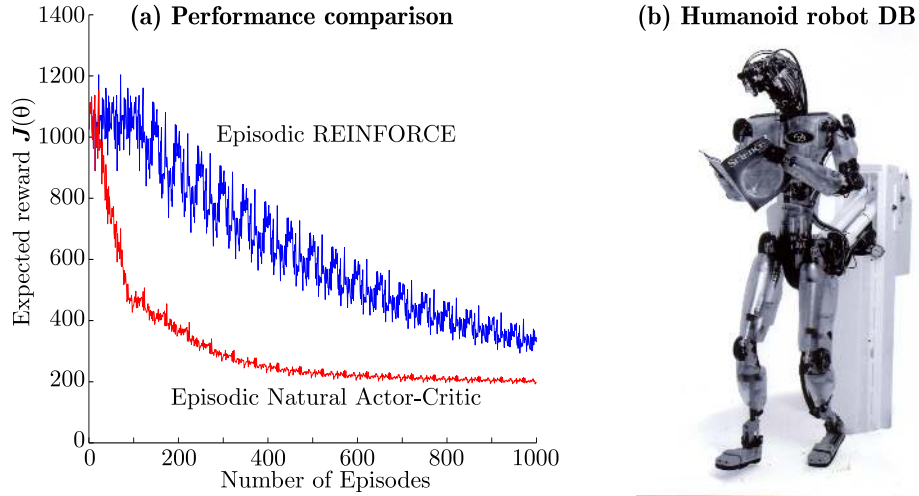 (a) Performance comparison
1400
1200
1000
800
600
400
200
0
Expected reward J(θ)
Episodic REINFORCE
Episodic Natural Actor-Critic
0 200 400 600 800 1000
Number of Episodes
(b) Humanoid robot DB
Science